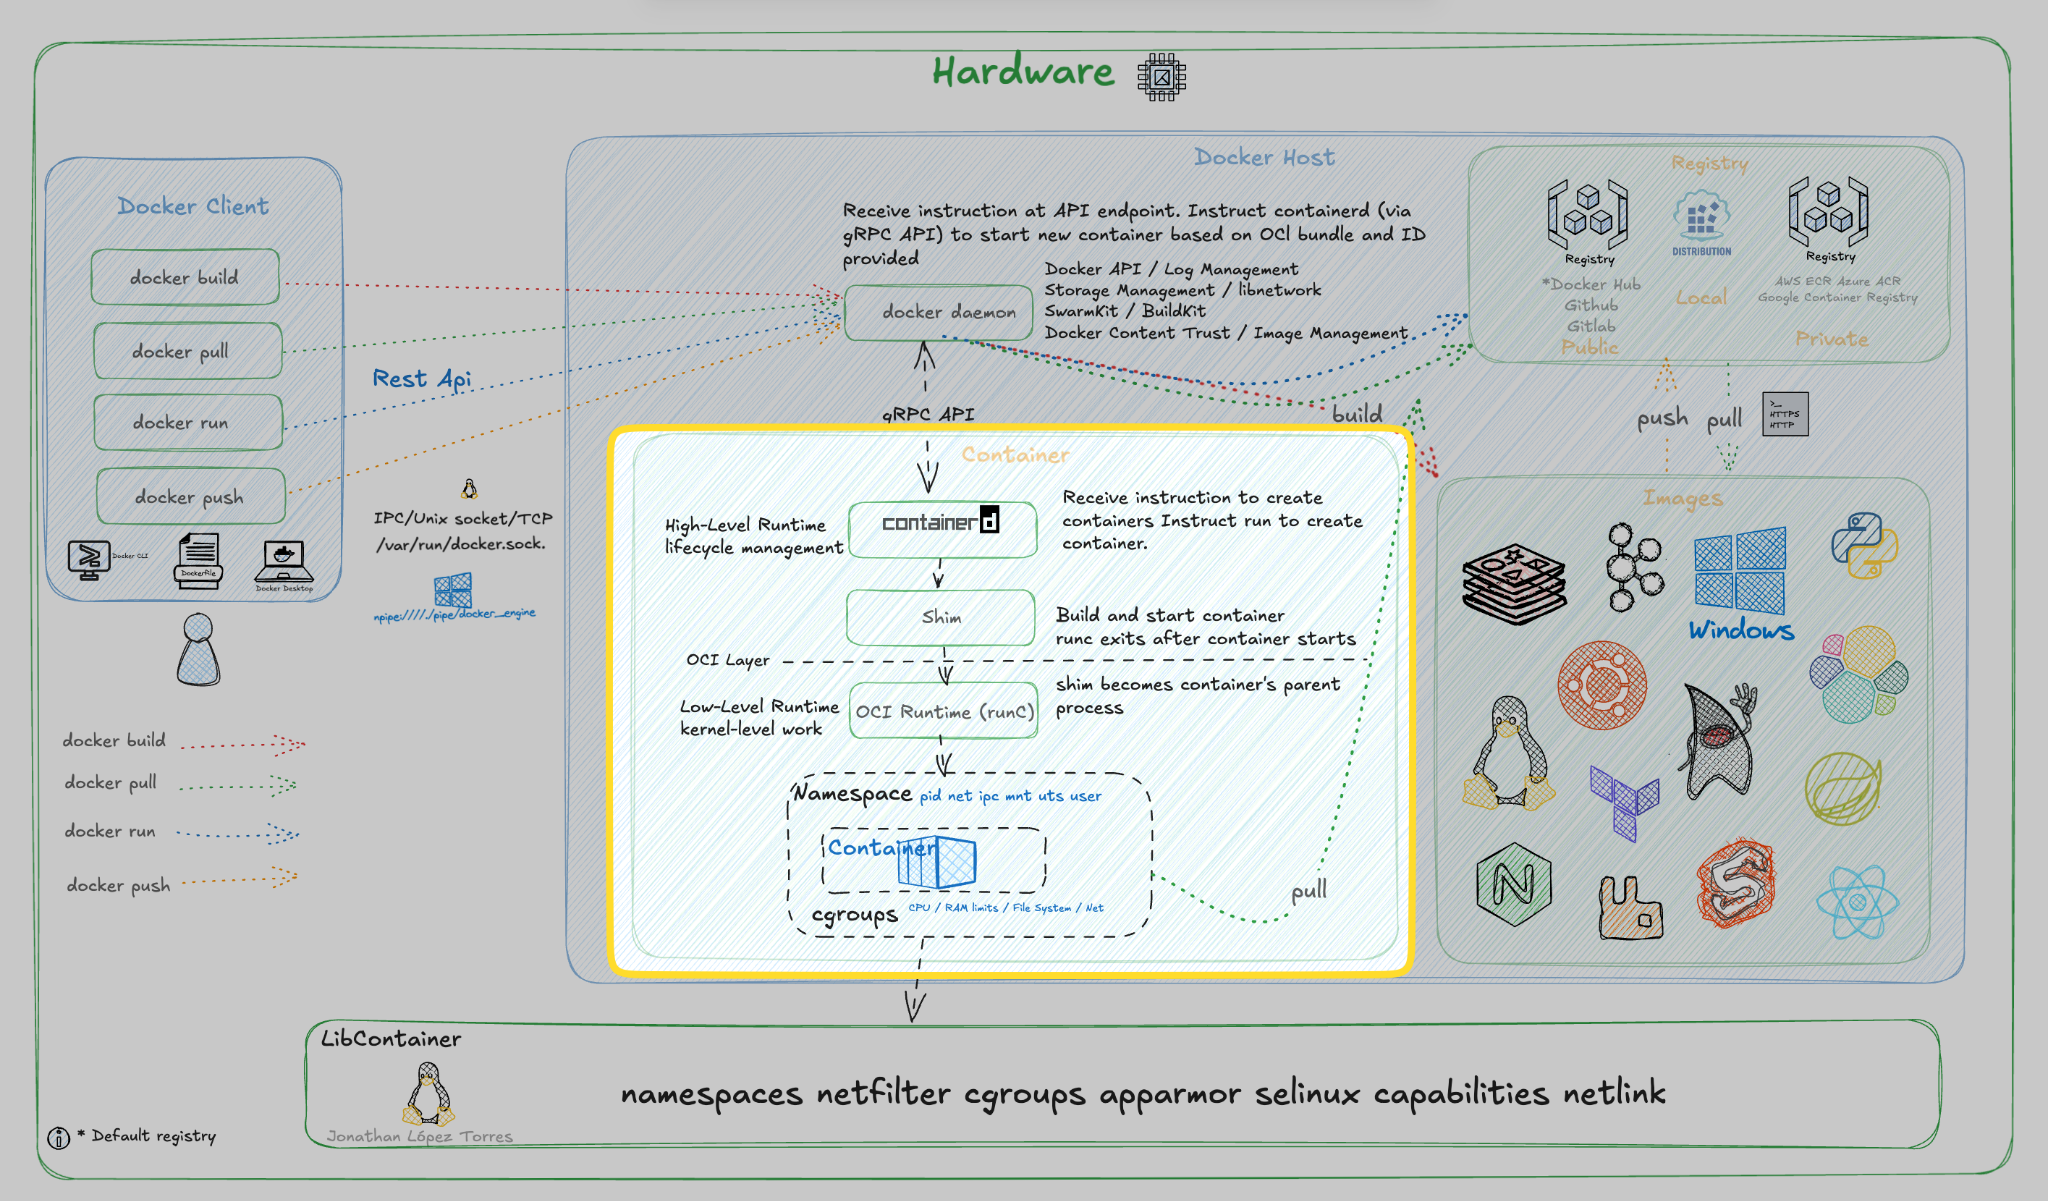 Hardware
Docker Client
docker build
docker pull
docker run
docker push
Docker CLI
Dockerfile
Docker Desktop
Rest Api
IPC/Unix socket/TCP
/var/run/docker.sock.
npipe:////./pipe/docker_engine
docker build
docker pull
docker run
docker push
* Default registry
Docker Host
Receive instruction at API endpoint. Instruct containerd (via
gRPC API) to start new container based on OCl bundle and ID
provided
docker daemon
Docker API / Log Management
Storage Management / libnetwork
SwarmKit / BuildKit
Docker Content Trust / Image Management
gRPC API
build
Container
High-Level Runtime
lifecycle management
containerd
Receive instruction to create
containers Instruct run to create
container.
Shim
Build and start container
runc exits after container starts
OCI Layer
Low-Level Runtime
kernel-level work
OCI Runtime (runC)
shim becomes container's parent
process
Namespace pid net ipc mnt uts user
Container
cgroups CPU / RAM limits / File System / Net
pull
Registry
Registry
DISTRIBUTION
Registry
*Docker Hub
Github
Gitlab
Public
Local
AWS ECR Azure ACR
Google Container Registry
Private
push
pull
>_
HTTPS
HTTP
Images
Windows
LibContainer
namespaces netfilter cgroups apparmor selinux capabilities netlink
Jonathan López Torres